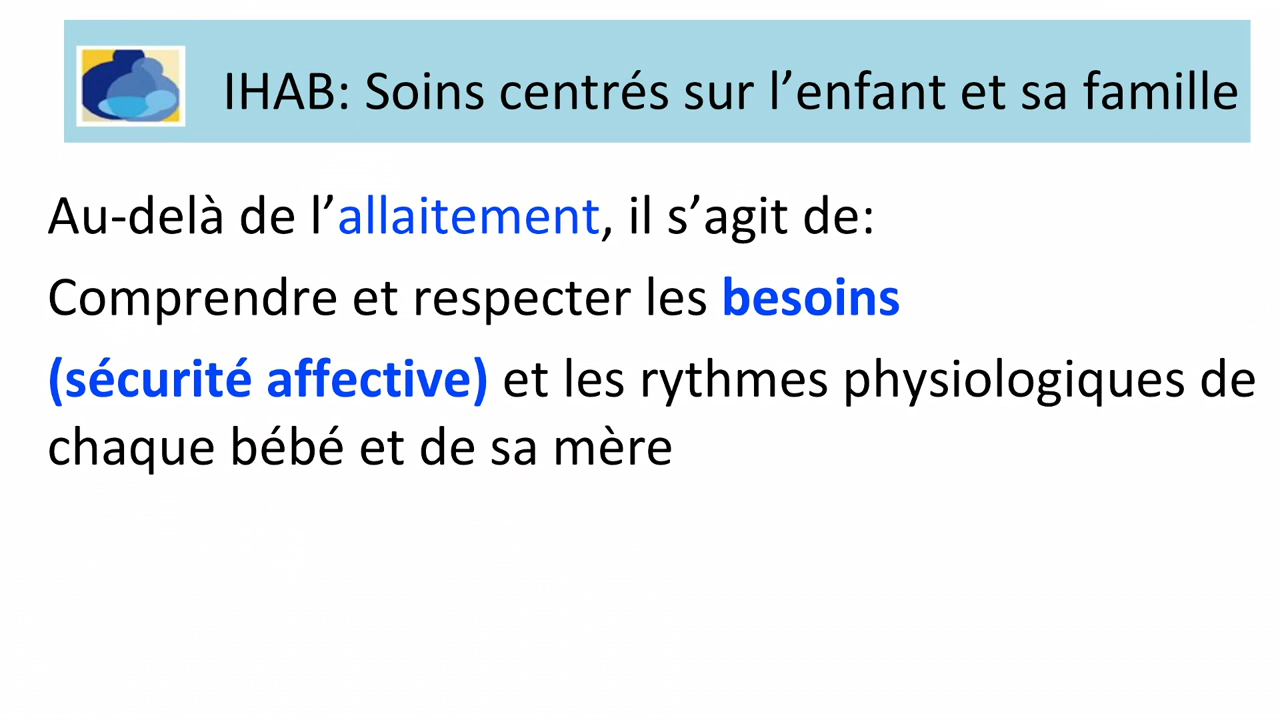 IHAB: Soins centrés sur l’enfant et sa famille
Au-delà de l’allaitement, il s’agit de:
Comprendre et respecter les besoins
(sécurité affective) et les rythmes physiologiques de
chaque bébé et de sa mère